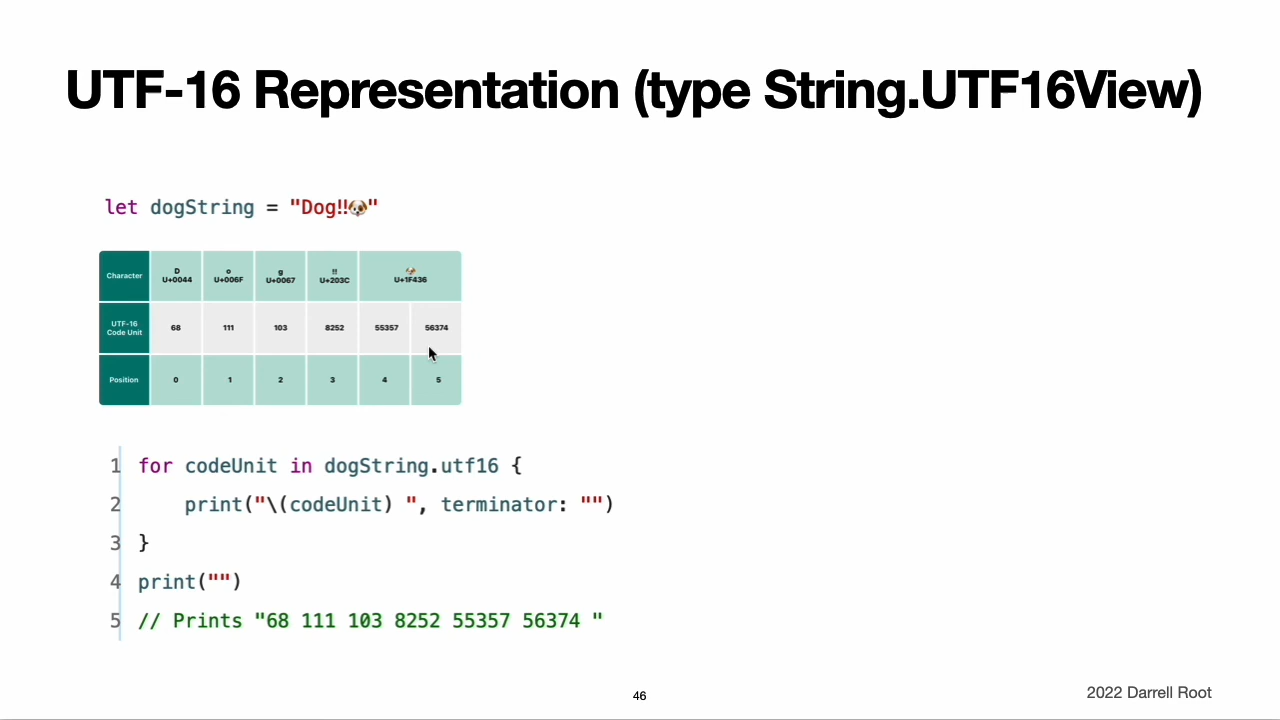 UTF-16 Representation (type String.UTF16View)
let dogString = "Dog‼🐶"
Character D o g ‼ 🐶
U+0044 U+006F U+0067 U+203C U+1F436
UTF-16 Code Unit 68 111 103 8252 55357 56374
Position 0 1 2 3 4 5
1 for codeUnit in dogString.utf16 {
2 print("\(codeUnit) ", terminator: "")
3 }
4 print("")
5 // Prints "68 111 103 8252 55357 56374 "
46
2022 Darrell Root